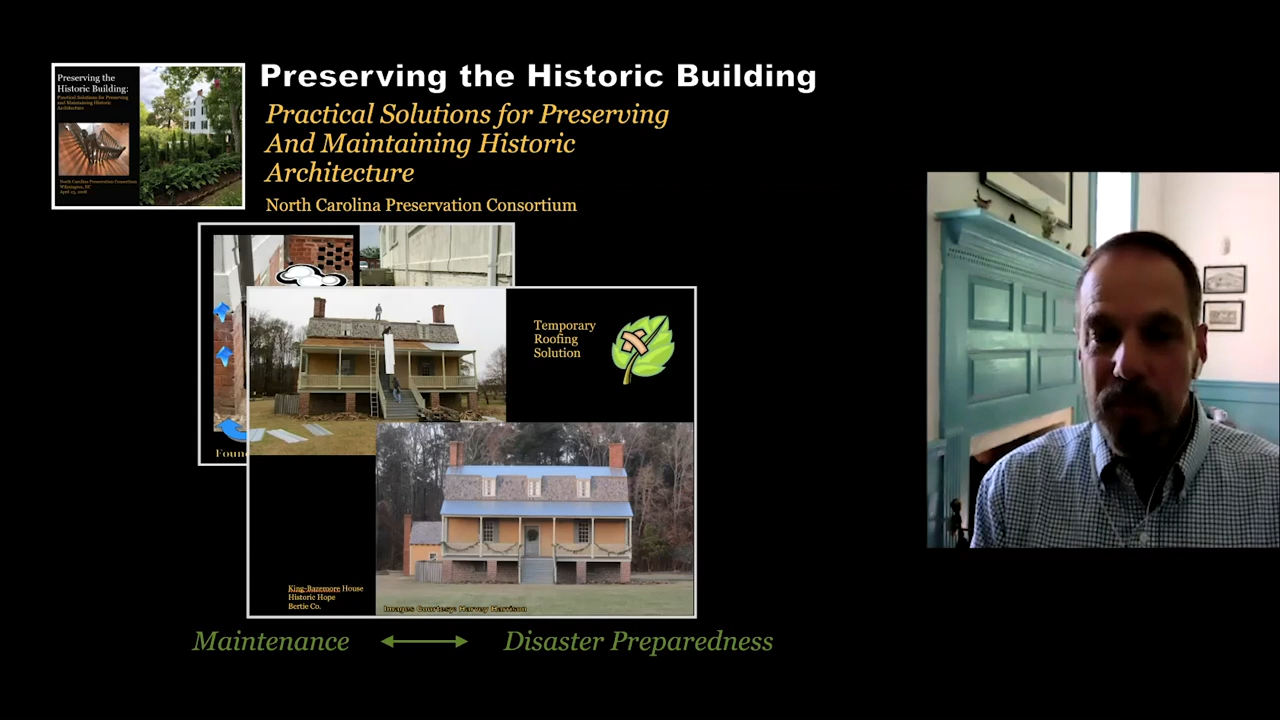 Preserving the
Historic Building:
Practical Solutions for Preserving
and Maintaining Historic
Architecture
North Carolina Preservation Consortium
Wilmington, NC
Preserving the Historic Building
Practical Solutions for Preserving
And Maintaining Historic
Architecture
North Carolina Preservation Consortium
Temporary
Roofing
Solution
Foun
King-Bazemore House
Historic Hope
Bertie Co.
Images Courtesy: Harvey Harrison
Maintenance
Disaster Preparedness